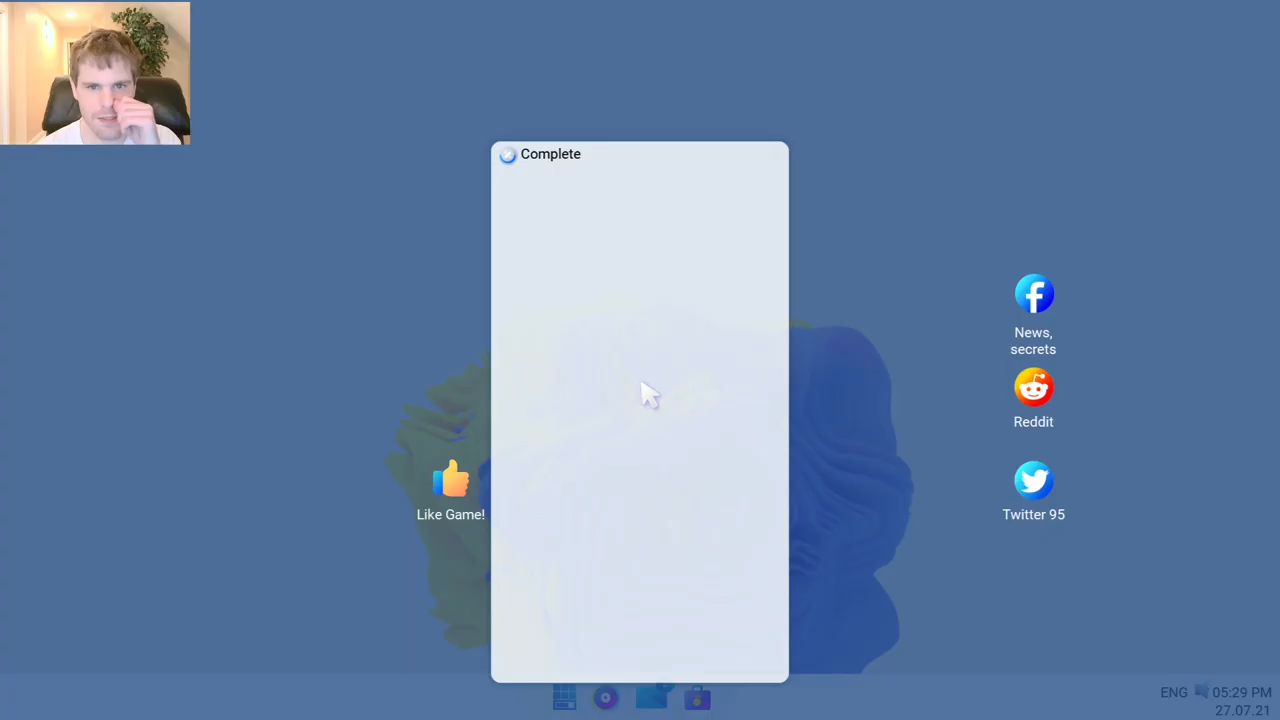 Complete
News,
secrets
Reddit
Like Game!
Twitter 95
ENG 05:29 PM
27.07.21